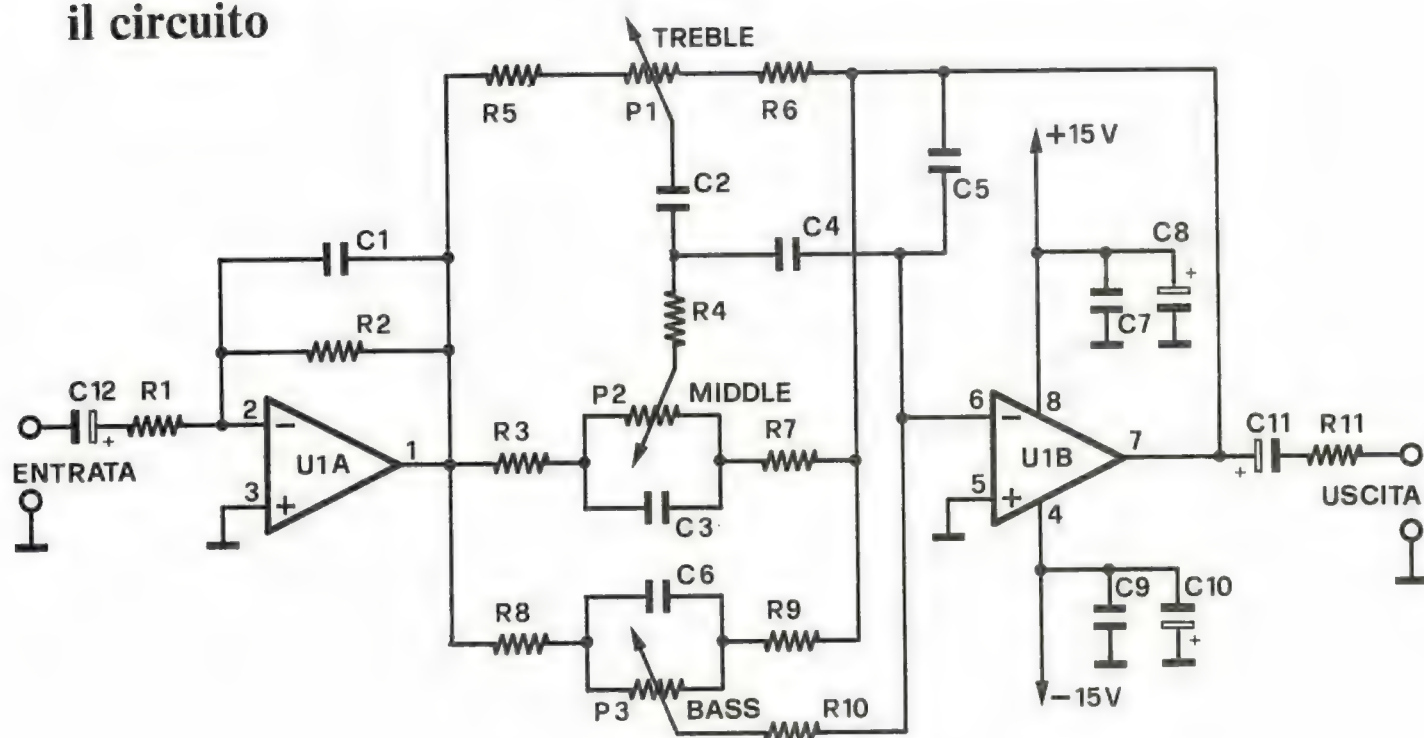 il circuito
TREBLE
R5
P1
R6
+15V
C2
C5
C1
C4
C8
+
R4
C7
R2
P2
MIDDLE
C12
R1
+
2
−
6
−
8
C11
R11
R3
R7
1
U1A
U1B
7
+
ENTRATA
3
+
5
+
4
USCITA
C3
C6
C9
C10
R8
R9
+
P3
BASS
R10
−15V